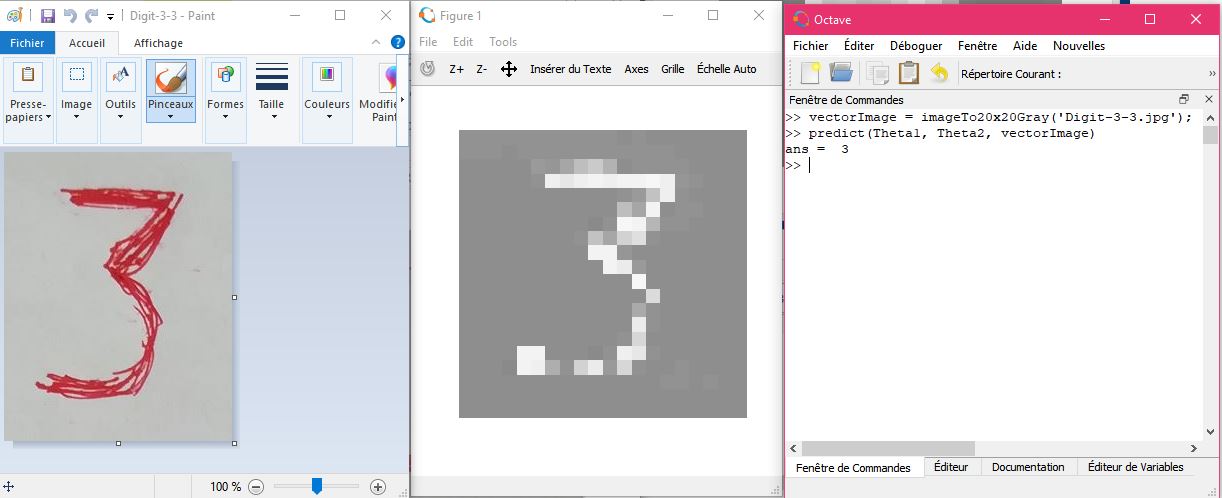 Digit-3-3 - Paint
Fichier Accueil Affichage
Presse-papiers Image Outils Pinceaux Formes Taille Couleurs
100 %
3
Figure 1
File Edit Tools
Z+ Z- Insérer du Texte Axes Grille Échelle Auto
Octave
Fichier Éditer Déboguer Fenêtre Aide Nouvelles
Répertoire Courant :
Fenêtre de Commandes
>> vectorImage = imageTo20x20Gray('Digit-3-3.jpg');
>> predict(Theta1, Theta2, vectorImage)
ans = 3
>>
Fenêtre de Commandes Éditeur Documentation Éditeur de Variables